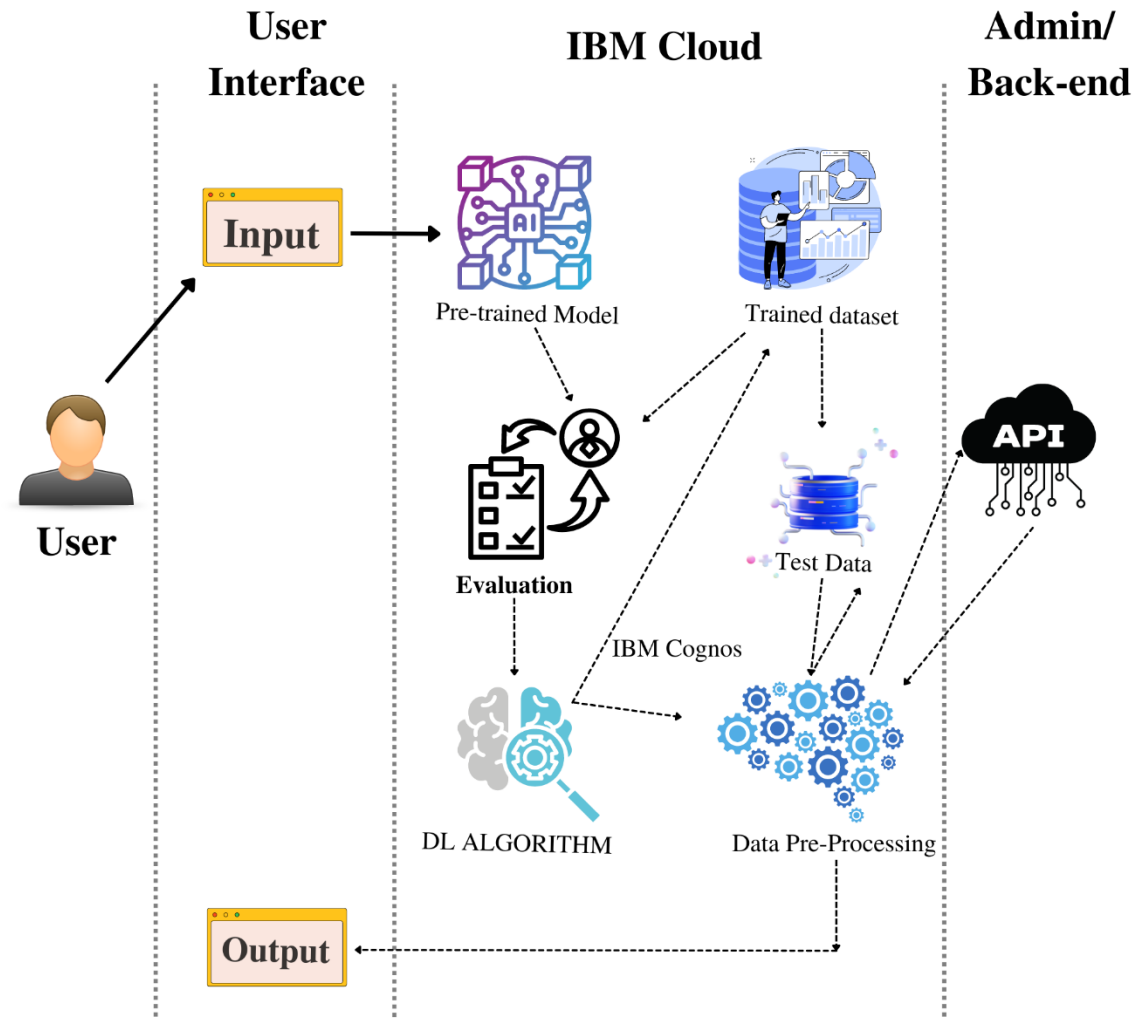 User
Interface
IBM Cloud
Admin/
Back-end
Input
AI
Pre-trained Model
Trained dataset
API
User
Test Data
Evaluation
IBM Cognos
DL ALGORITHM
Data Pre-Processing
Output